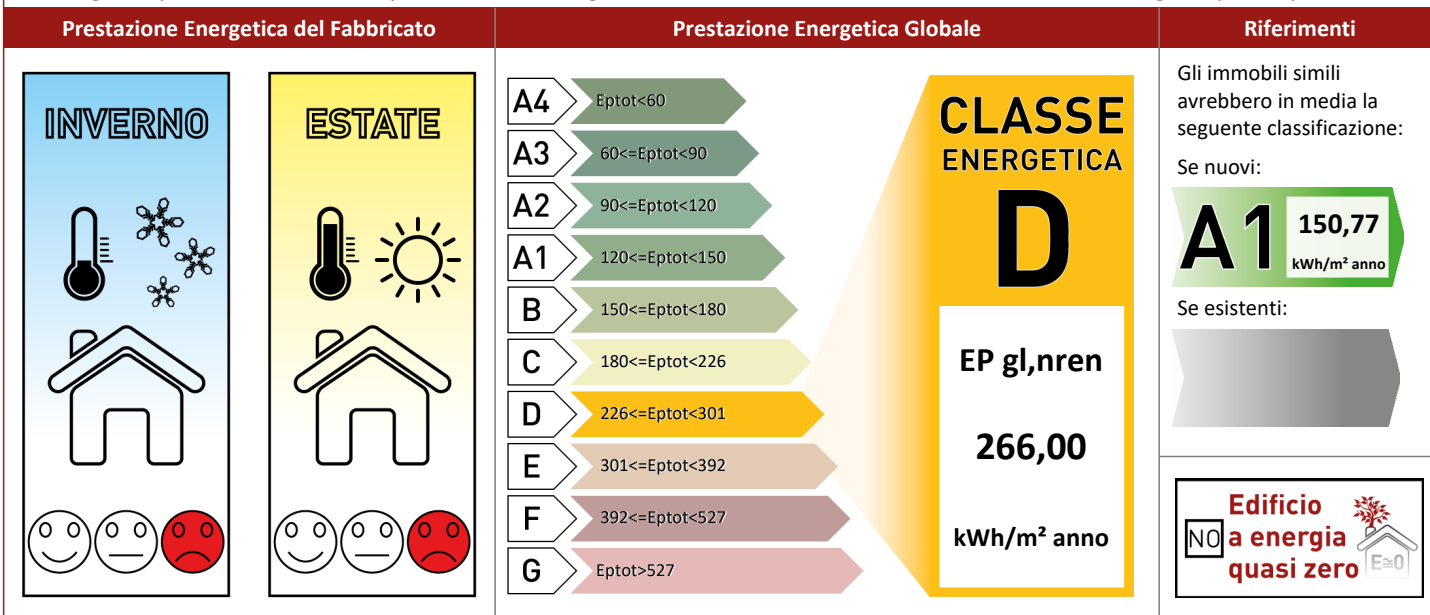 Prestazione Energetica del Fabbricato
Prestazione Energetica Globale
Riferimenti
INVERNO
ESTATE
A4 Eptot<60
A3 60<=Eptot<90
A2 90<=Eptot<120
A1 120<=Eptot<150
B 150<=Eptot<180
C 180<=Eptot<226
D 226<=Eptot<301
E 301<=Eptot<392
F 392<=Eptot<527
G Eptot>527
CLASSE
ENERGETICA
D
EP gl,nren
266,00
kWh/m² anno
Gli immobili simili
avrebbero in media la
seguente classificazione:
Se nuovi:
A1
150,77
kWh/m² anno
Se esistenti:
Edificio
NO a energia
quasi zero
E≅0